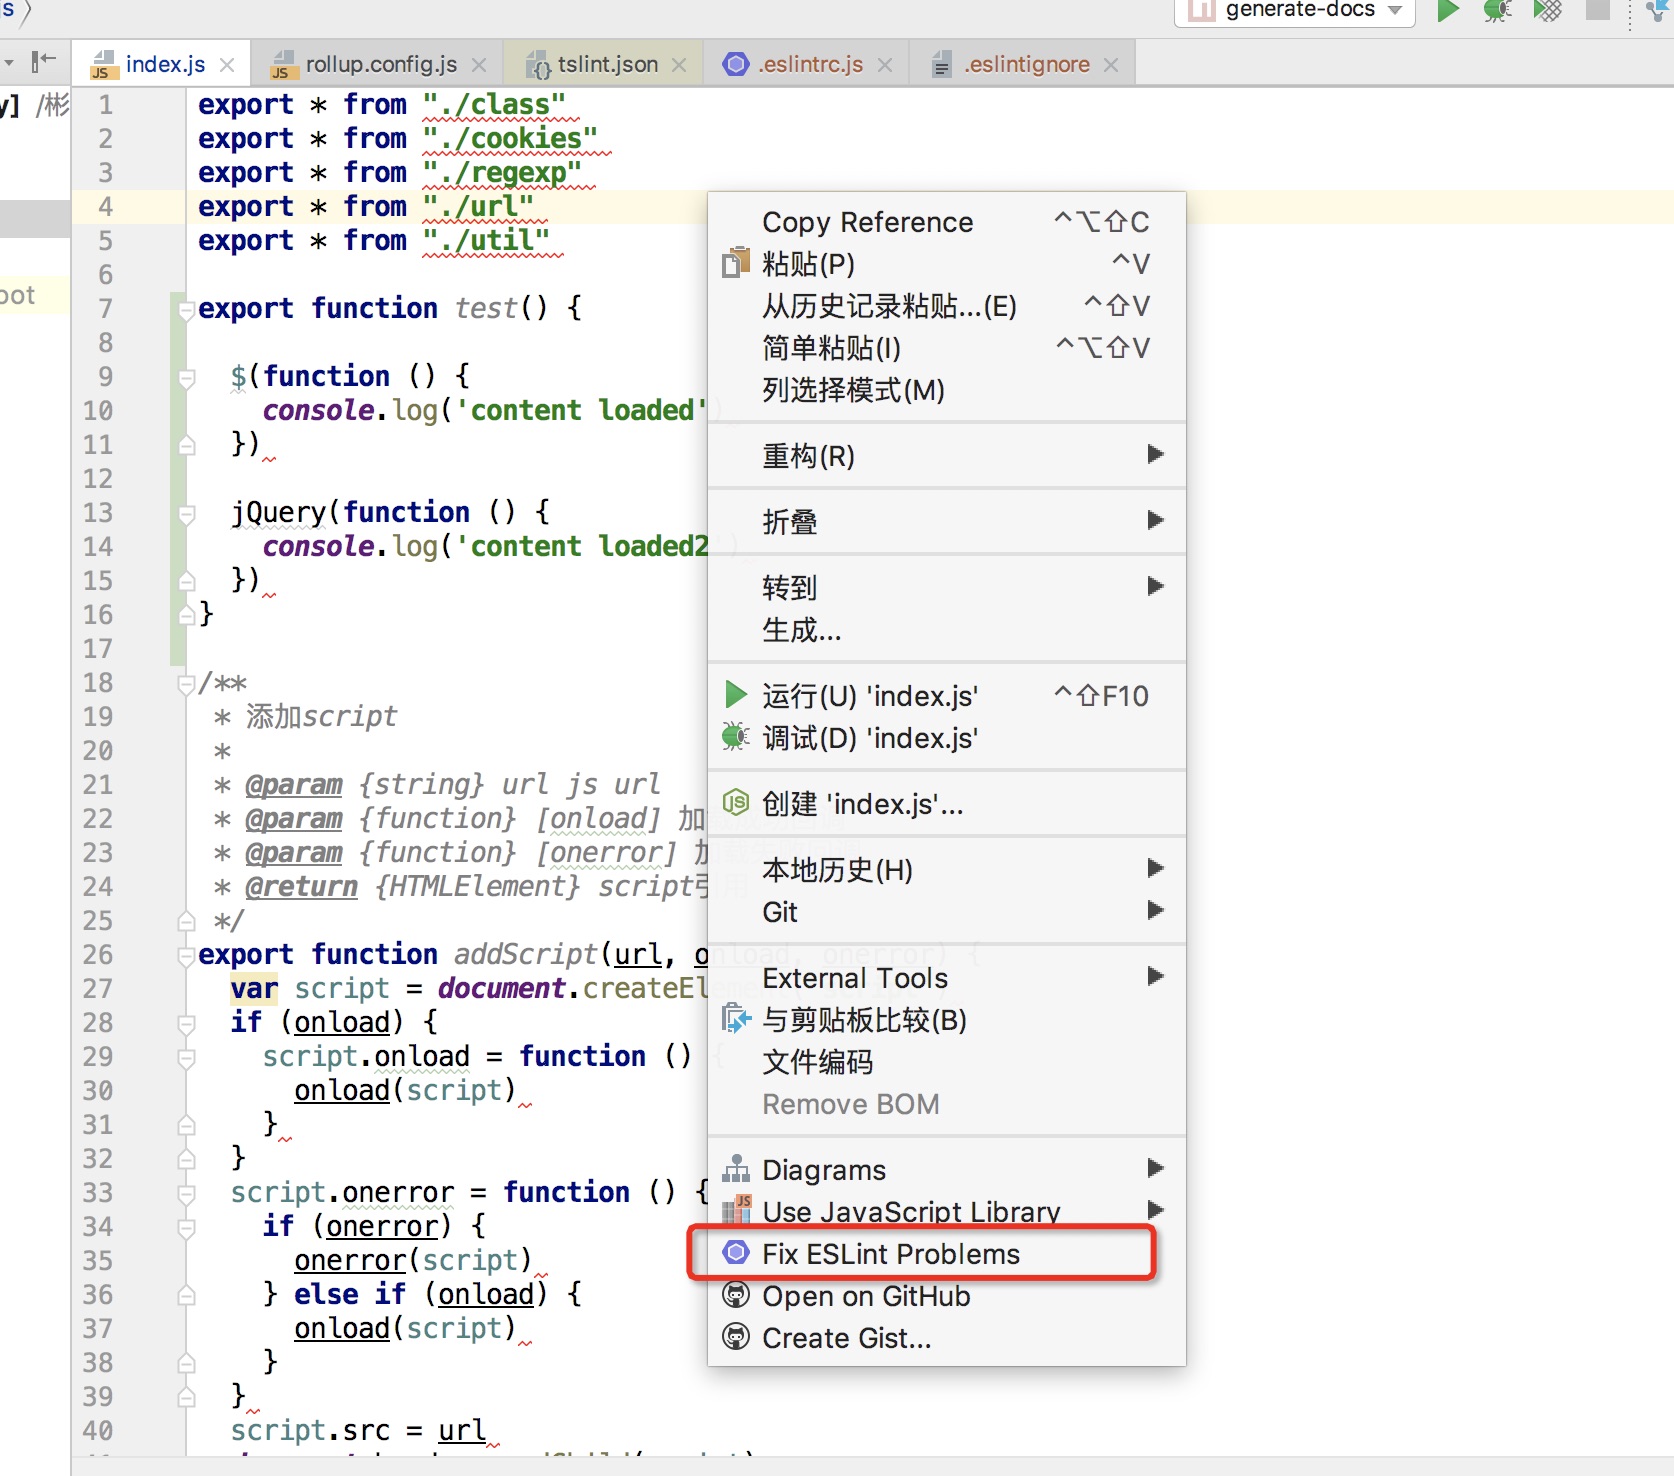 generate-docs
index.js
rollup.config.js
tslint.json
.eslintrc.js
.eslintignore
y] /彬
oot
1 export * from "./class"
2 export * from "./cookies"
3 export * from "./regexp"
4 export * from "./url"
5 export * from "./util"
6
7 export function test() {
8
9 $(function () {
10 console.log('content loaded')
11 })
12
13 jQuery(function () {
14 console.log('content loaded2')
15 })
16 }
17
18 /**
19 * 添加script
20 *
21 * @param {string} url js url
22 * @param {function} [onload] 加
23 * @param {function} [onerror] 加
24 * @return {HTMLElement} script引用
25 */
26 export function addScript(url, onload, onerror) {
27 var script = document.createEl
28 if (onload) {
29 script.onload = function () {
30 onload(script)
31 }
32 }
33 script.onerror = function () {
34 if (onerror) {
35 onerror(script)
36 } else if (onload) {
37 onload(script)
38 }
39 }
40 script.src = url
Copy Reference ^⌥⇧C
粘贴(P) ^V
从历史记录粘贴...(E) ^⇧V
简单粘贴(I) ^⌥⇧V
列选择模式(M)
重构(R)
折叠
转到
生成...
运行(U) 'index.js' ^⇧F10
调试(D) 'index.js'
创建 'index.js'...
本地历史(H)
Git
External Tools
与剪贴板比较(B)
文件编码
Remove BOM
Diagrams
Use JavaScript Library
Fix ESLint Problems
Open on GitHub
Create Gist...